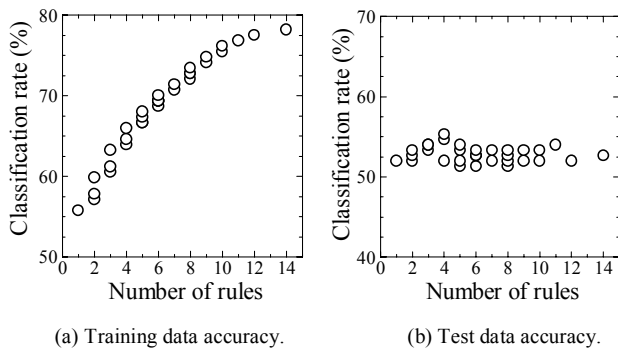 Classification rate (%)
80
70
60
50
0 2 4 6 8 10 12 14
Number of rules
(a) Training data accuracy.
Classification rate (%)
70
60
50
40
0 2 4 6 8 10 12 14
Number of rules
(b) Test data accuracy.